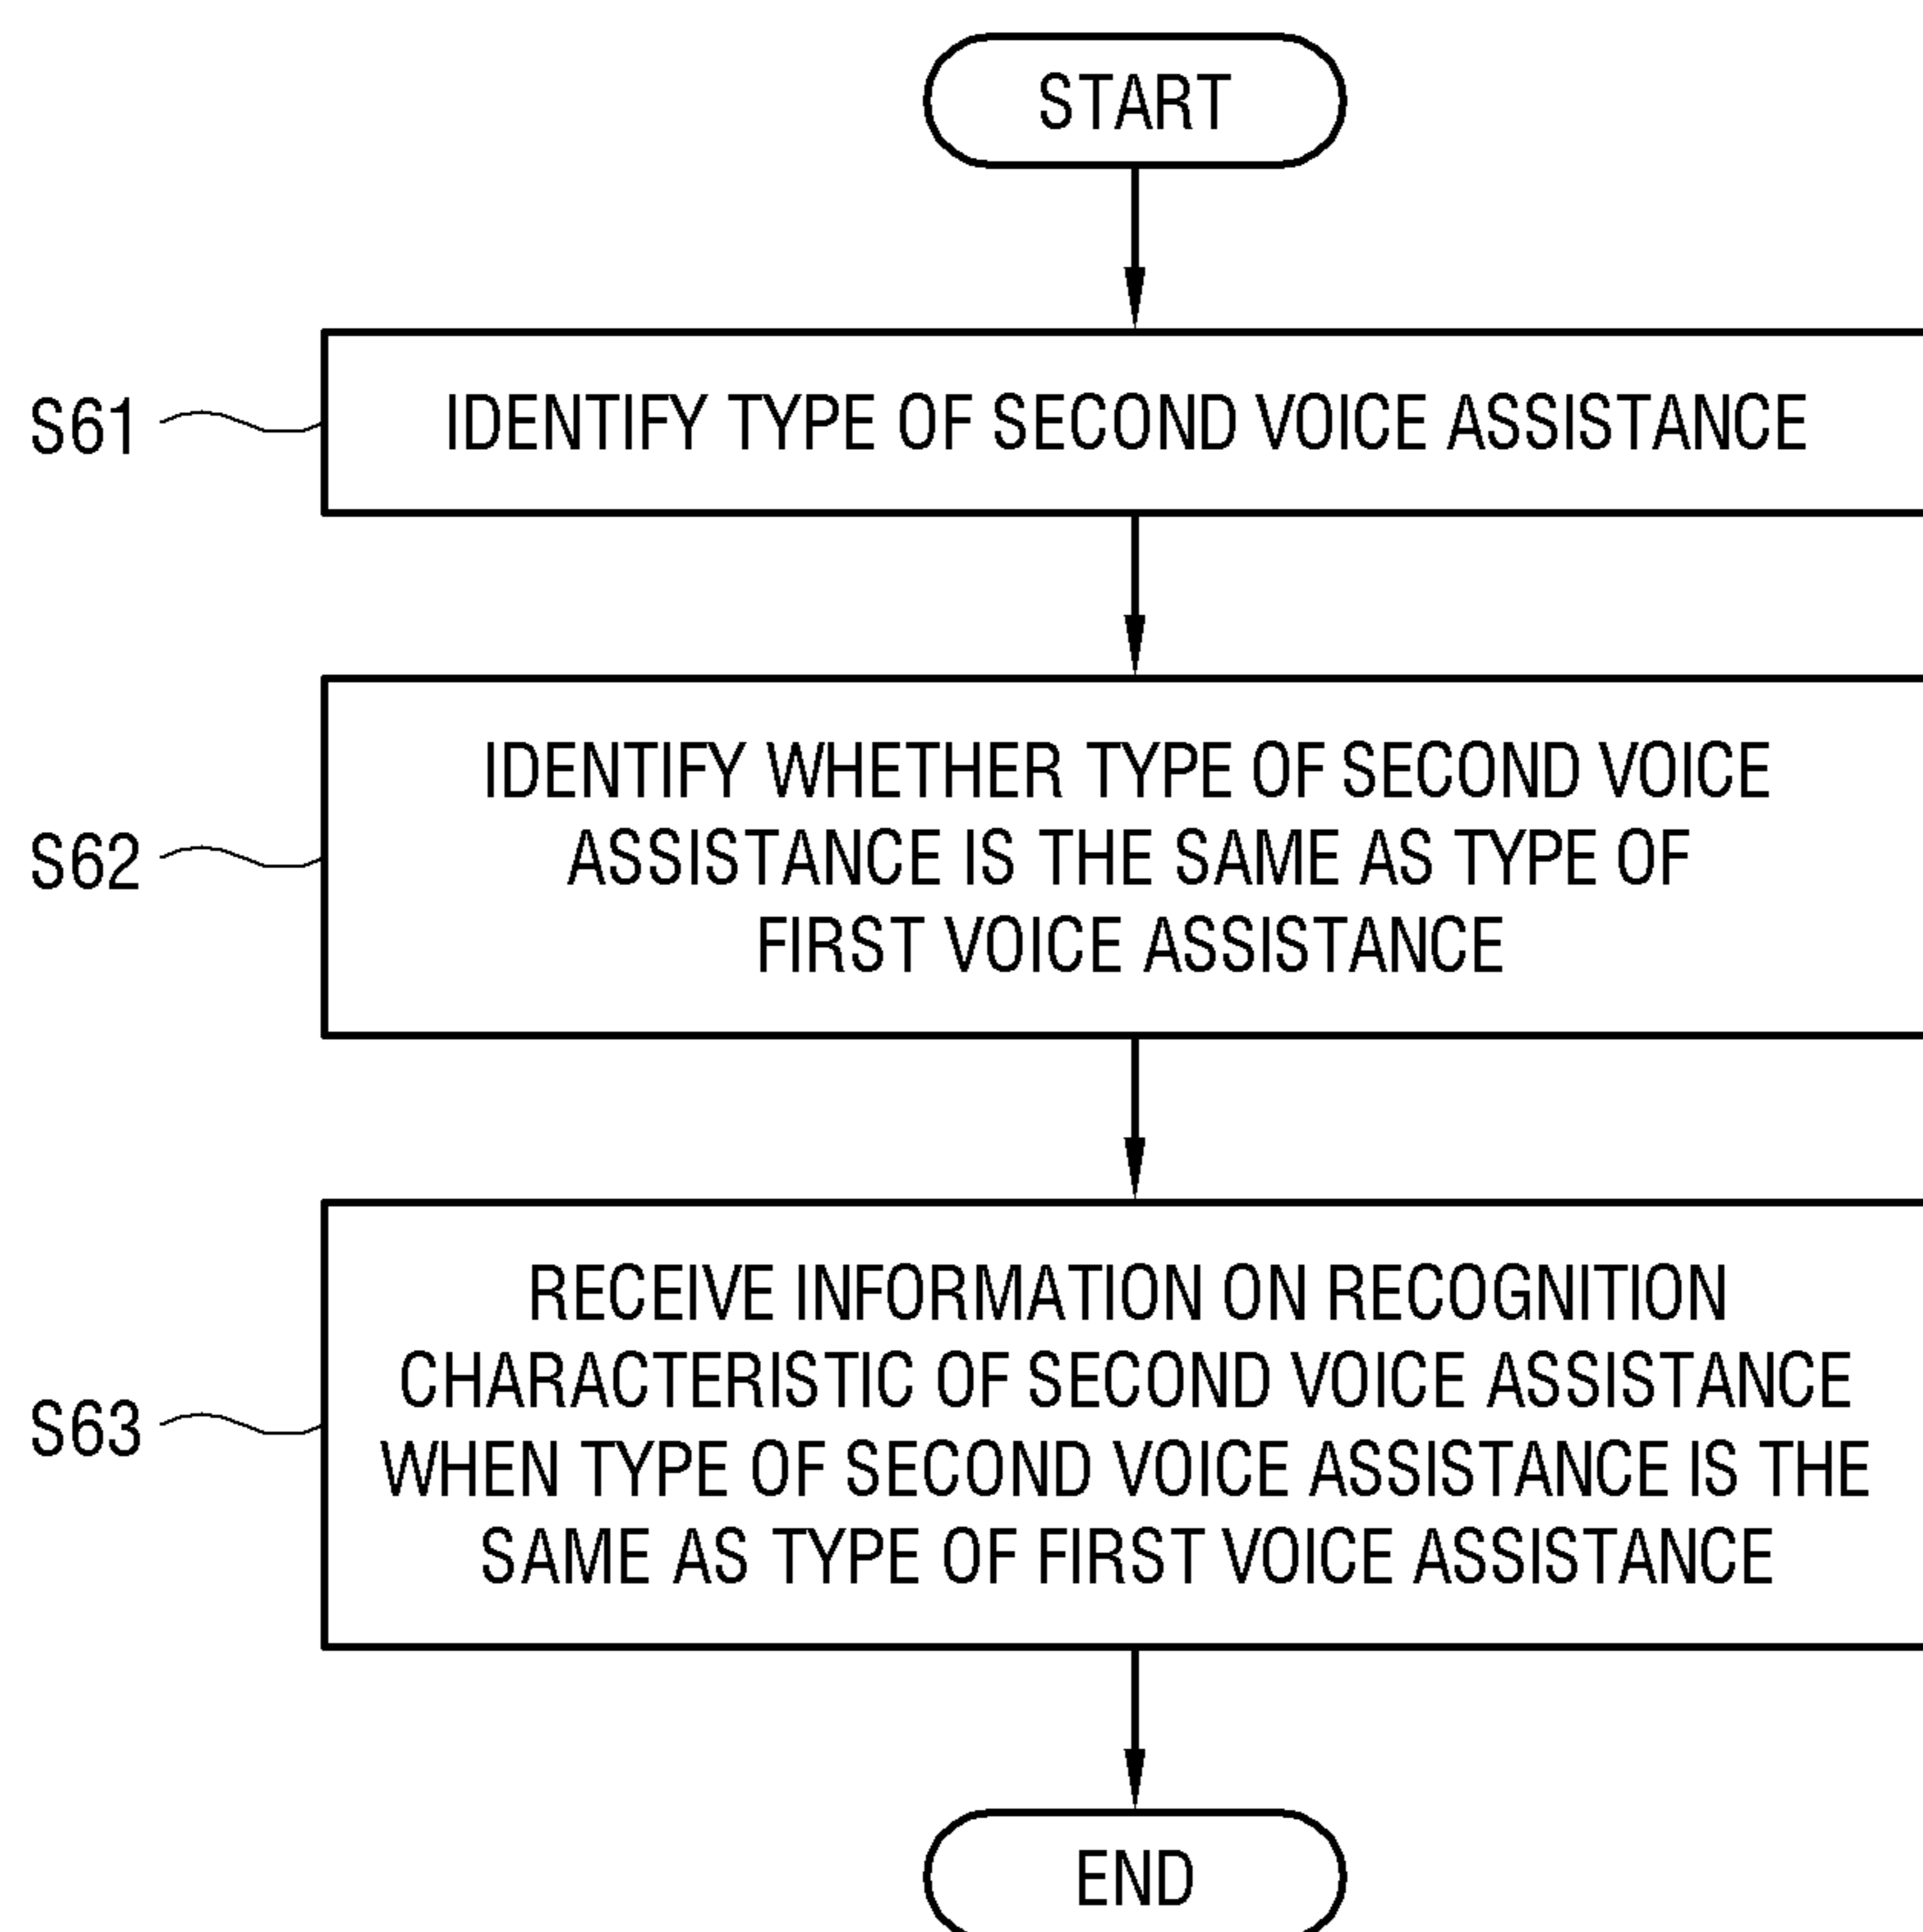 START
S61
IDENTIFY TYPE OF SECOND VOICE ASSISTANCE
S62
IDENTIFY WHETHER TYPE OF SECOND VOICE
ASSISTANCE IS THE SAME AS TYPE OF
FIRST VOICE ASSISTANCE
S63
RECEIVE INFORMATION ON RECOGNITION
CHARACTERISTIC OF SECOND VOICE ASSISTANCE
WHEN TYPE OF SECOND VOICE ASSISTANCE IS THE
SAME AS TYPE OF FIRST VOICE ASSISTANCE
END